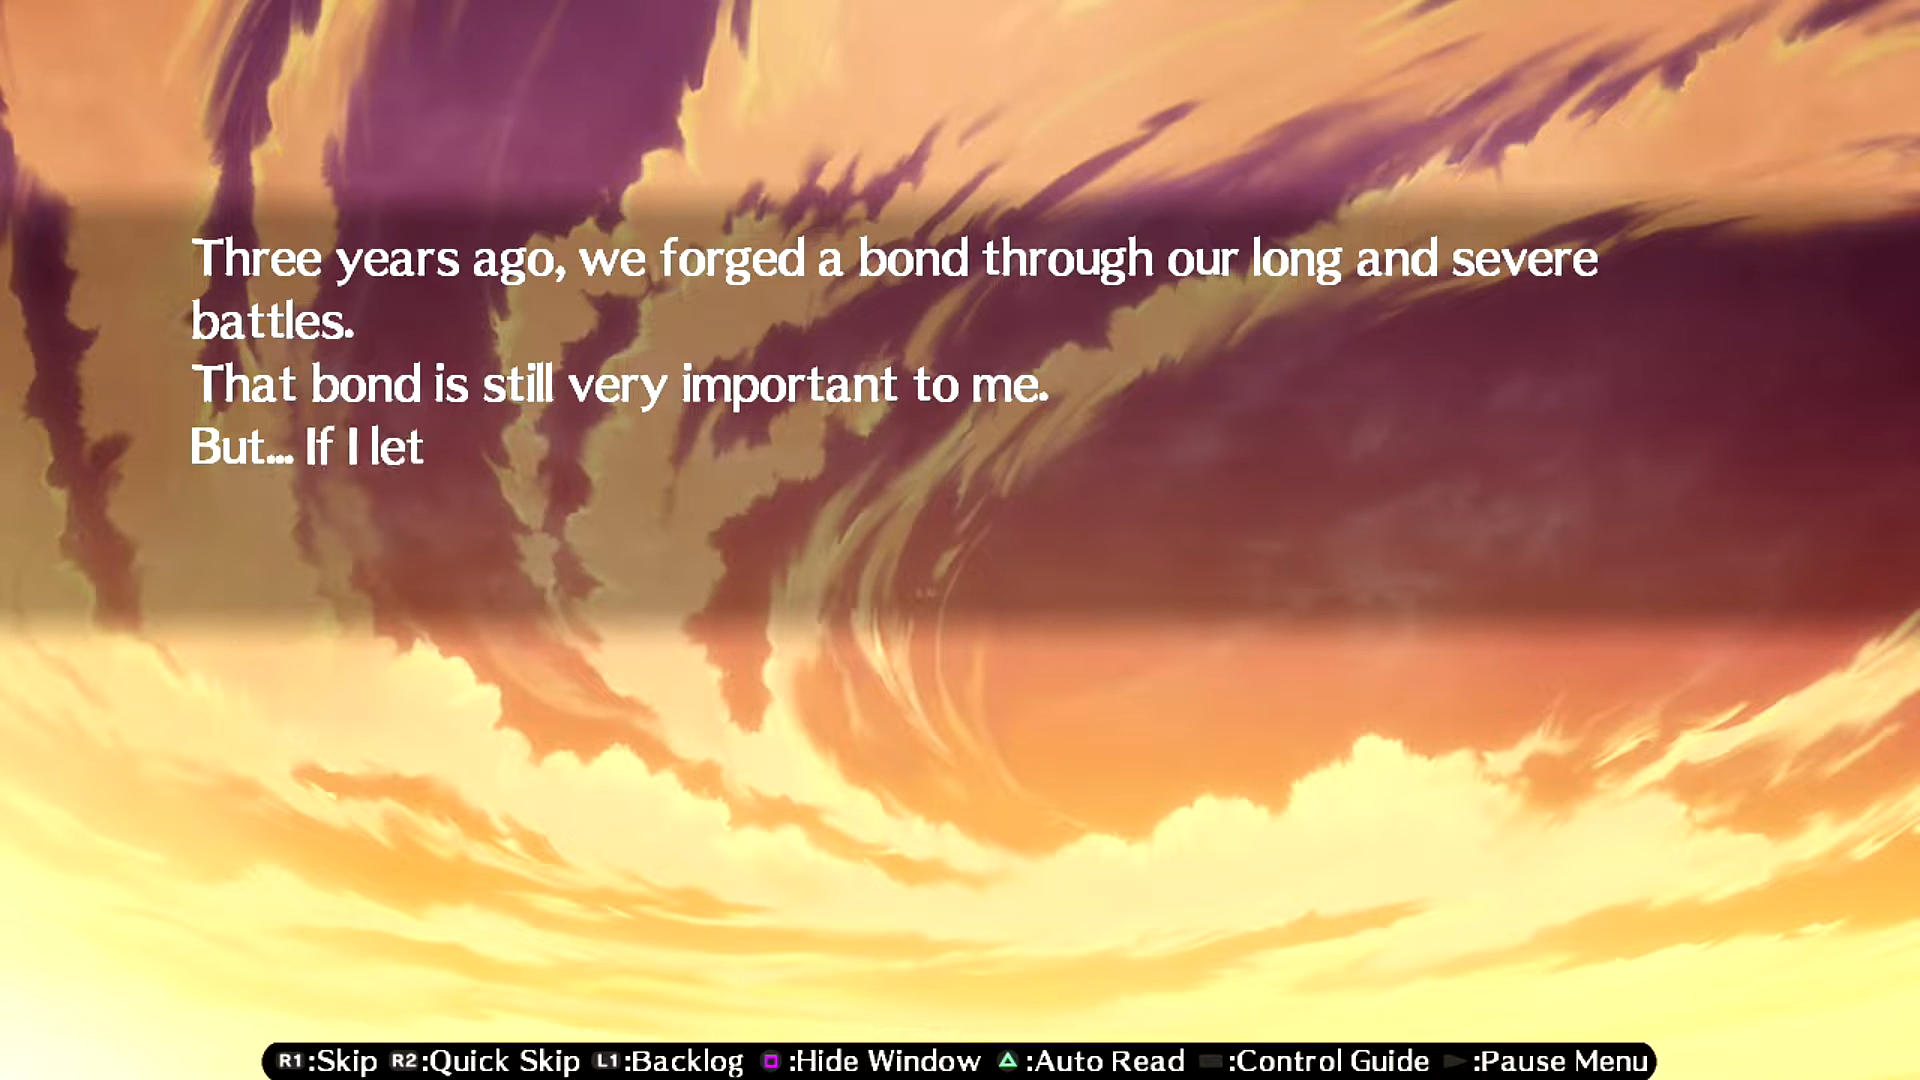 Three years ago, we forged a bond through our long and severe
battles.
That bond is still very important to me.
But... If I let
R1:Skip R2:Quick Skip L1:Backlog :Hide Window :Auto Read :Control Guide :Pause Menu